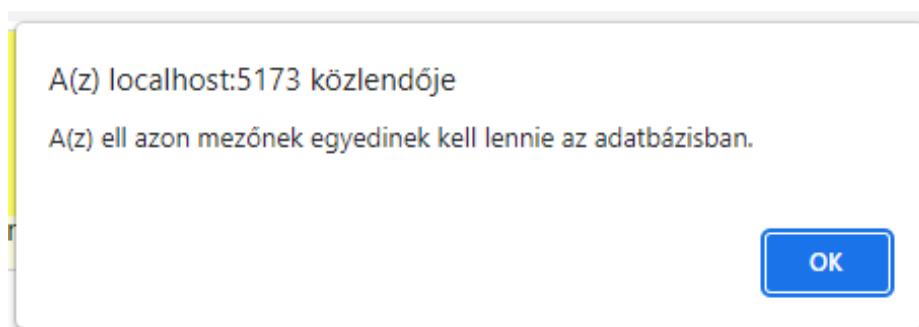 A(z) localhost:5173 közlendője
A(z) ell azon mezőnek egyedinek kell lennie az adatbázisban.
OK